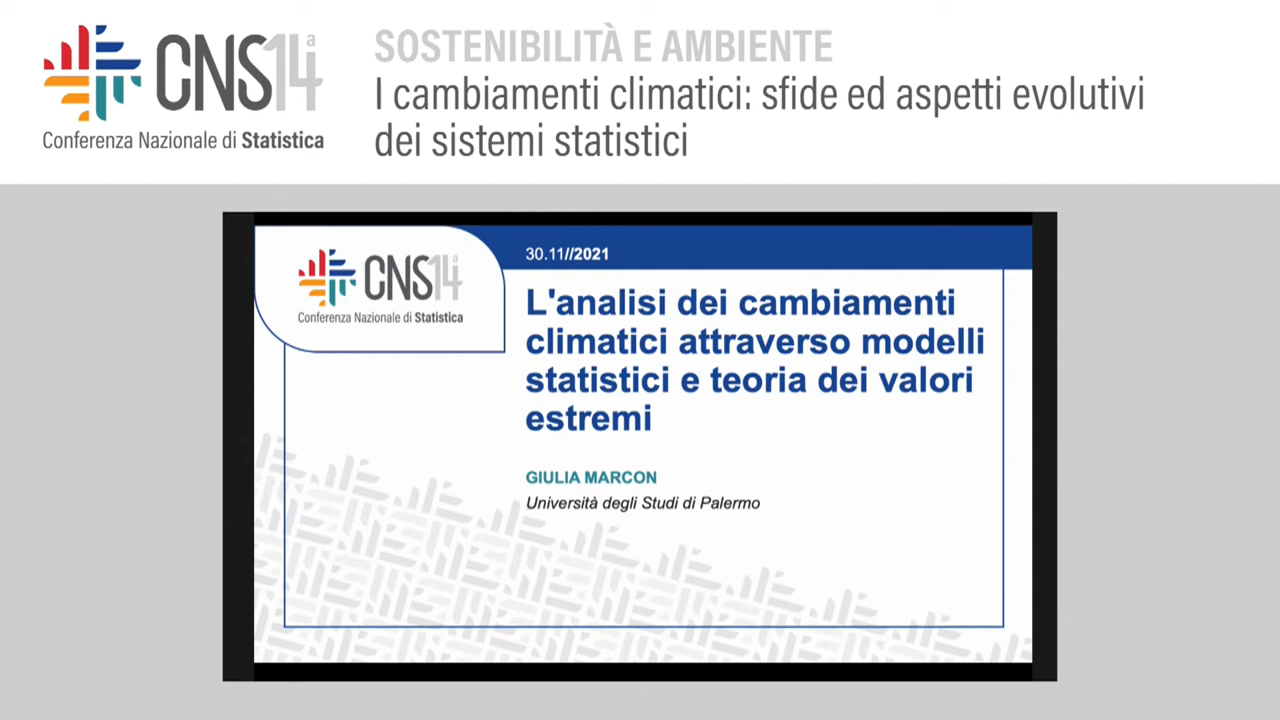 CNS14ª
Conferenza Nazionale di Statistica
SOSTENIBILITÀ E AMBIENTE
I cambiamenti climatici: sfide ed aspetti evolutivi
dei sistemi statistici
CNS14ª
Conferenza Nazionale di Statistica
30.11//2021
L'analisi dei cambiamenti
climatici attraverso modelli
statistici e teoria dei valori
estremi
GIULIA MARCON
Università degli Studi di Palermo